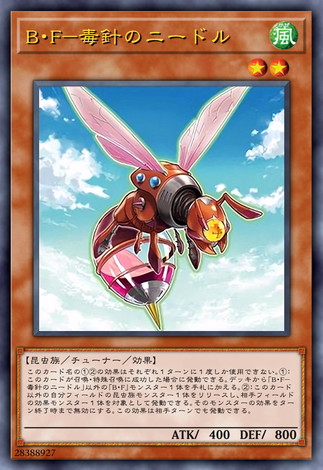 B・F－毒針のニードル
風
【昆虫族／チューナー／効果】
このカード名の①②の効果はそれぞれ１ターンに１度しか使用できない。①：
このカードが召喚・特殊召喚に成功した場合に発動できる。デッキから「B・F－
毒針のニードル」以外の「B・F」モンスター１体を手札に加える。②：このカード
以外の自分フィールドの昆虫族モンスター１体をリリースし、相手フィールド
の効果モンスター１体を対象として発動できる。そのモンスターの効果をター
ン終了時まで無効にする。この効果は相手ターンでも発動できる。
ATK/ 400 DEF/ 800
28388927